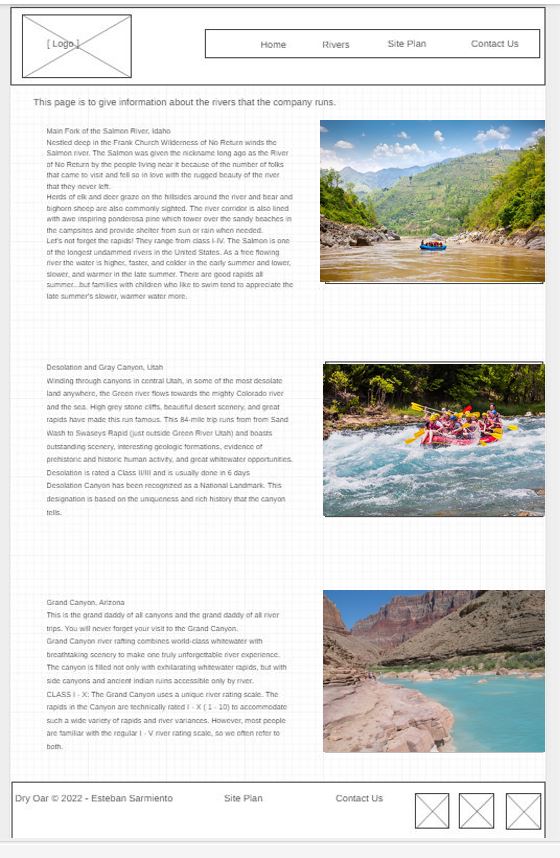 [ Logo ]
Home Rivers Site Plan Contact Us
This page is to give information about the rivers that the company runs.
Main Fork of the Salmon River, Idaho
Nestled deep in the Frank Church Wilderness of No Return winds the
Salmon river. The Salmon was given the nickname long ago as the River
of No Return by the people living near it because of the number of folks
that came to visit and fell so in love with the rugged beauty of the river
that they never left.
Herds of elk and deer graze on the hillsides around the river and bear and
bighorn sheep are also commonly sighted. The river corridor is also lined
with awe inspiring ponderosa pine which tower over the sandy beaches in
the campsites and provide shelter from sun or rain when needed.
Let's not forget the rapids! They range from class I-IV. The Salmon is one
of the longest undammed rivers in the United States. As a free flowing
river the water is higher, faster, and colder in the early summer and lower,
slower, and warmer in the late summer. There are good rapids all
summer...but families with children who like to swim tend to appreciate the
late summer's slower, warmer water more.
Desolation and Gray Canyon, Utah
Winding through canyons in central Utah, in some of the most desolate
land anywhere, the Green river flows towards the mighty Colorado river
and the sea. High grey stone cliffs, beautiful desert scenery, and great
rapids have made this run famous. This 84-mile trip runs from from Sand
Wash to Swaseys Rapid (just outside Green River Utah) and boasts
outstanding scenery, interesting geologic formations, evidence of
prehistoric and historic human activity, and great whitewater opportunities.
Desolation is rated a Class II/III and is usually done in 6 days
Desolation Canyon has been recognized as a National Landmark. This
designation is based on the uniqueness and rich history that the canyon
tells.
Grand Canyon, Arizona
This is the grand daddy of all canyons and the grand daddy of all river
trips. You will never forget your visit to the Grand Canyon.
Grand Canyon river rafting combines world-class whitewater with
breathtaking scenery to make one truly unforgettable river experience.
The canyon is filled not only with exhilarating whitewater rapids, but with
side canyons and ancient indian ruins accessible only by river.
CLASS I - X: The Grand Canyon uses a unique river rating scale. The
rapids in the Canyon are technically rated I - X ( 1 - 10) to accommodate
such a wide variety of rapids and river variances. However, most people
are familiar with the regular I - V river rating scale, so we often refer to
both.
Dry Oar © 2022 - Esteban Sarmiento Site Plan Contact Us